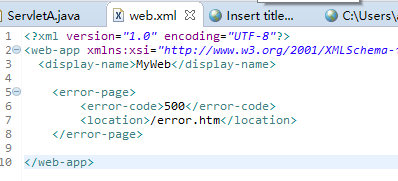 ServletA.java
web.xml
Insert title...
C:\Users\
1 <?xml version="1.0" encoding="UTF-8"?>
2 <web-app xmlns:xsi="http://www.w3.org/2001/XMLSchema-
3 <display-name>MyWeb</display-name>
4
5 <error-page>
6 <error-code>500</error-code>
7 <location>/error.htm</location>
8 </error-page>
9
10 </web-app>